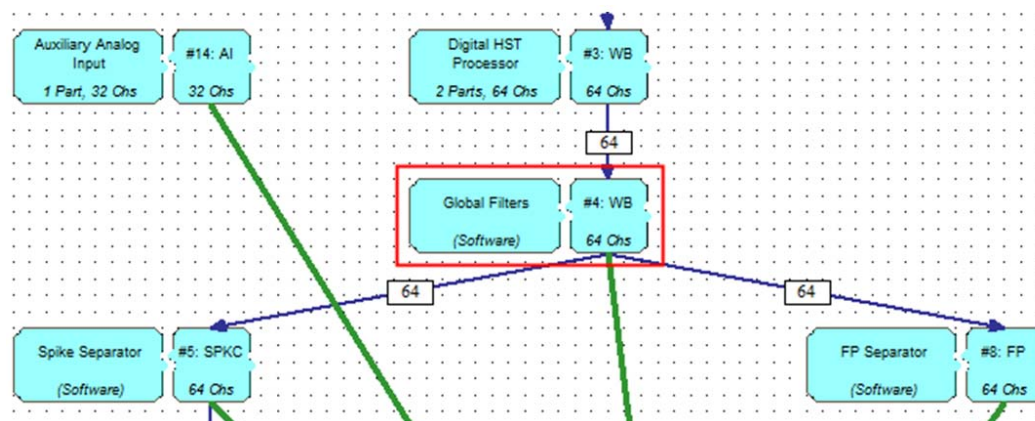 Auxiliary Analog
Input
1 Part, 32 Chs
#14: AI
32 Chs
Digital HST
Processor
2 Parts, 64 Chs
#3: WB
64 Chs
64
Global Filters
(Software)
#4: WB
64 Chs
64
64
Spike Separator
(Software)
#5: SPKC
64 Chs
FP Separator
(Software)
#8: FP
64 Chs